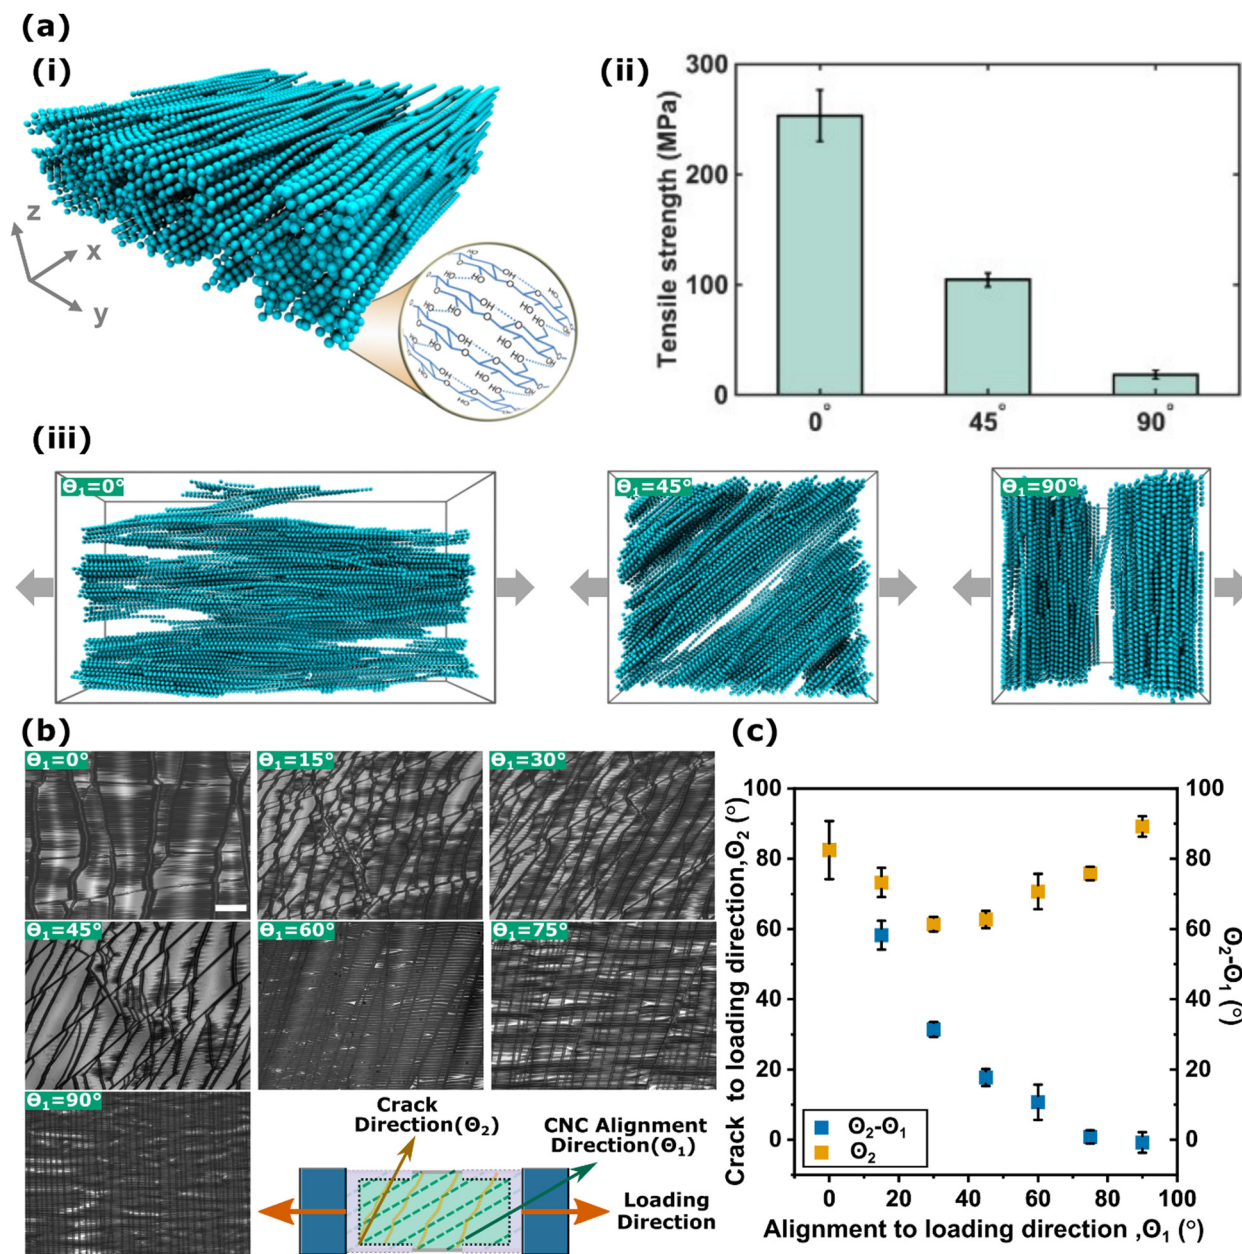 (a)
(i)
z
x
y
OH
HO
O
(ii)
Tensile strength (MPa)
300
200
100
0
0°
45°
90°
(iii)
Θ₁=0°
Θ₁=45°
Θ₁=90°
(b)
Θ₁=0°
Θ₁=15°
Θ₁=30°
Θ₁=45°
Θ₁=60°
Θ₁=75°
Θ₁=90°
Crack
Direction(Θ₂)
CNC Alignment
Direction(Θ₁)
Loading
Direction
(c)
Crack to loading direction,Θ₂ (°)
100
80
60
40
20
0
Θ₂-Θ₁
Θ₂
0 20 40 60 80 100
Alignment to loading direction ,Θ₁ (°)
100
80
60
40
20
0
Θ₂-Θ₁ (°)